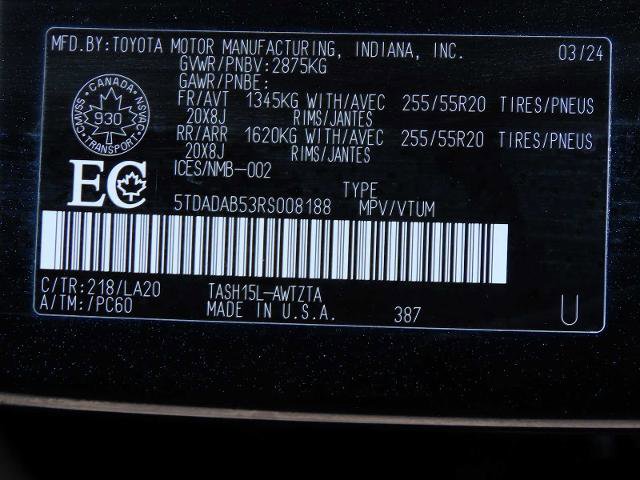 MFD.BY:TOYOTA MOTOR MANUFACTURING, INDIANA, INC. 03/24
GVWR/PNBV:2875KG
GAWR/PNBE:
FR/AVT 1345KG WITH/AVEC 255/55R20 TIRES/PNEUS
20X8J RIMS/JANTES
RR/ARR 1620KG WITH/AVEC 255/55R20 TIRES/PNEUS
20X8J RIMS/JANTES
ICES/NMB-002
CANADA
CMVSS 930 NSVAC
TRANSPORT
EC
TYPE
5TDADAB53RS008188 MPV/VTUM
C/TR:218/LA20 TASH15L-AWTZTA
A/TM:/PC60 MADE IN U.S.A. 387 U